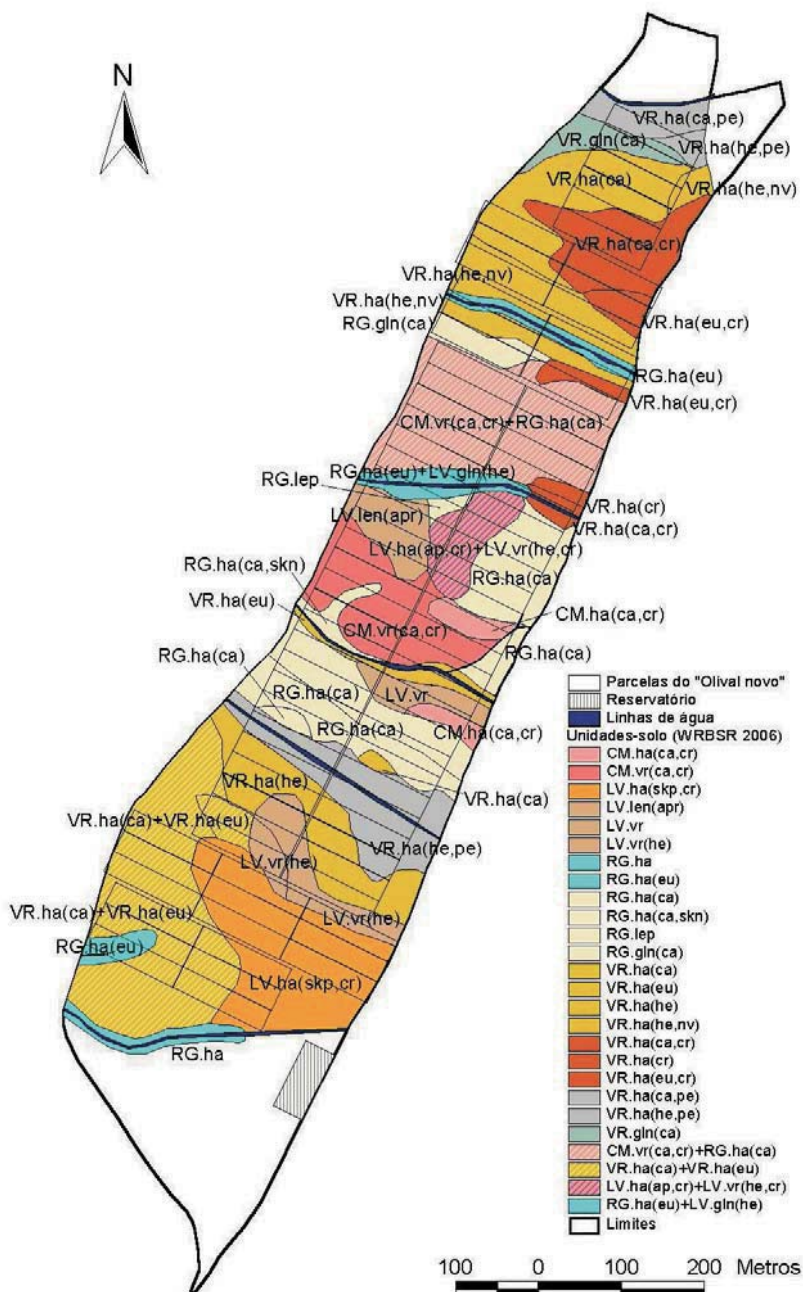 N
VR.ha(ca,pe)
VR.gln(ca)
VR.ha(he,pe)
VR.ha(ca)
VR.ha(he,nv)
VR.ha(ca,cr)
VR.ha(he,nv)
VR.ha(he,nv)
RG.gln(ca)
VR.ha(eu,cr)
RG.ha(eu)
VR.ha(eu,cr)
CM.vr(ca,cr)+RG.ha(ca)
RG.ha(eu)+LV.gln(he)
RG.lep
VR.ha(cr)
LV.len(apr)
VR.ha(ca,cr)
LV.ha(ap,cr)+LV.vr(he,cr)
RG.ha(ca,skn)
RG.ha(ca)
VR.ha(eu)
CM.ha(ca,cr)
CM.vr(ca,cr)
RG.ha(ca)
RG.ha(ca)
RG.ha(ca)
LV.vr
RG.ha(ca)
CM.ha(ca,cr)
VR.ha(he)
VR.ha(ca)
VR.ha(ca)+VR.ha(eu)
VR.ha(he,pe)
LV.vr(he)
VR.ha(ca)+VR.ha(eu)
LV.vr(he)
RG.ha(eu)
LV.ha(skp,cr)
RG.ha
Parcelas do "Olival novo"
Reservatório
Linhas de água
Unidades-solo (WRBSR 2006)
CM.ha(ca,cr)
CM.vr(ca,cr)
LV.ha(skp,cr)
LV.len(apr)
LV.vr
LV.vr(he)
RG.ha
RG.ha(eu)
RG.ha(ca)
RG.ha(ca,skn)
RG.lep
RG.gln(ca)
VR.ha(ca)
VR.ha(eu)
VR.ha(he)
VR.ha(he,nv)
VR.ha(ca,cr)
VR.ha(cr)
VR.ha(eu,cr)
VR.ha(ca,pe)
VR.ha(he,pe)
VR.gln(ca)
CM.vr(ca,cr)+RG.ha(ca)
VR.ha(ca)+VR.ha(eu)
LV.ha(ap,cr)+LV.vr(he,cr)
RG.ha(eu)+LV.gln(he)
Limites
100 0 100 200 Metros